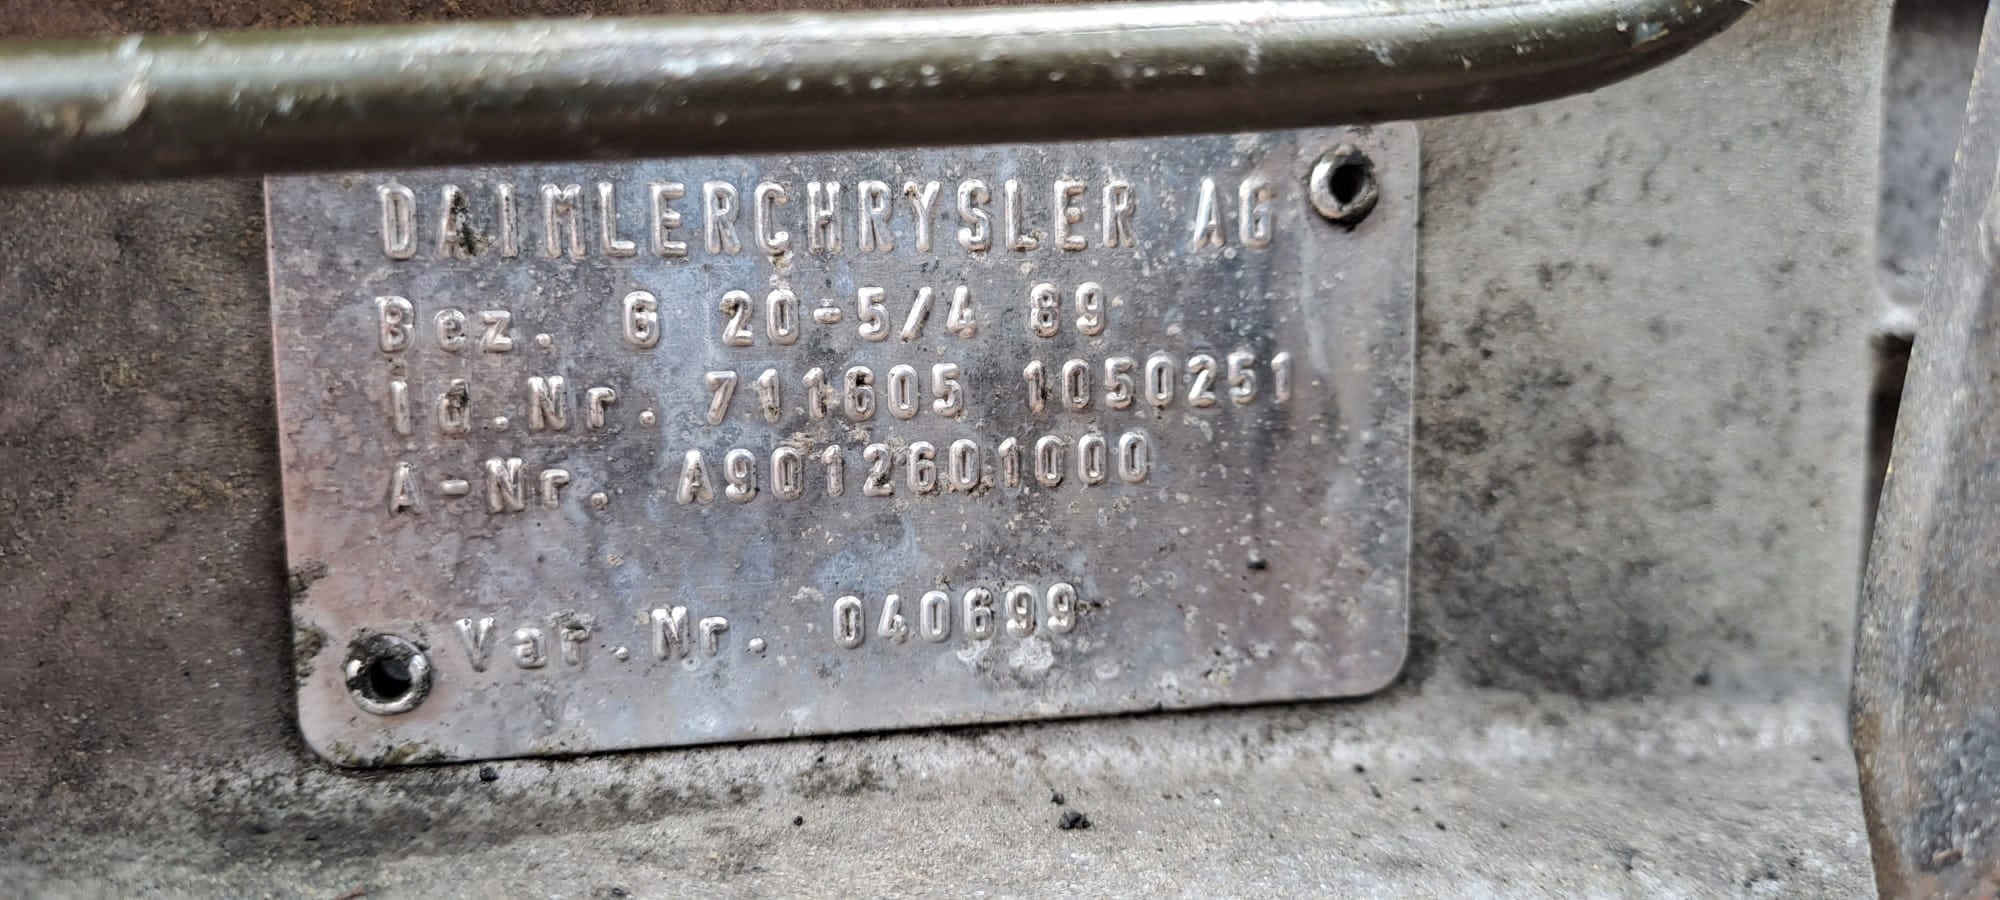 DAIMLERCHRYSLER AG
Bez. G 20-5/4 89
Id.Nr. 711605 1050251
A-Nr. A9012601000
Var.Nr. 040699